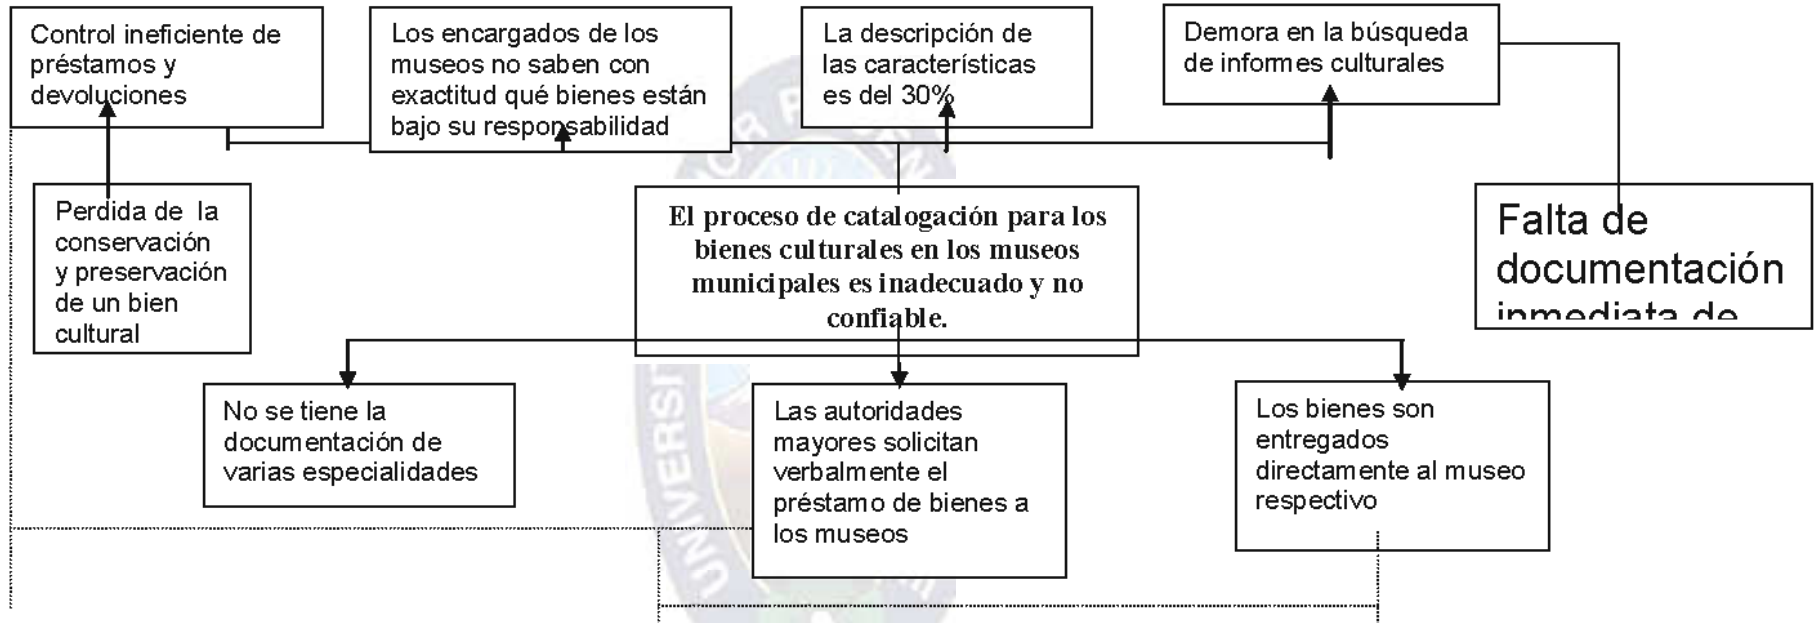 Control ineficiente de
préstamos y
devoluciones
Los encargados de los
museos no saben con
exactitud qué bienes están
bajo su responsabilidad
La descripción de
las características
es del 30%
Demora en la búsqueda
de informes culturales
Perdida de la
conservación
y preservación
de un bien
cultural
El proceso de catalogación para los
bienes culturales en los museos
municipales es inadecuado y no
confiable.
Falta de
documentación
inmediata de
No se tiene la
documentación de
varias especialidades
Las autoridades
mayores solicitan
verbalmente el
préstamo de bienes a
los museos
Los bienes son
entregados
directamente al museo
respectivo